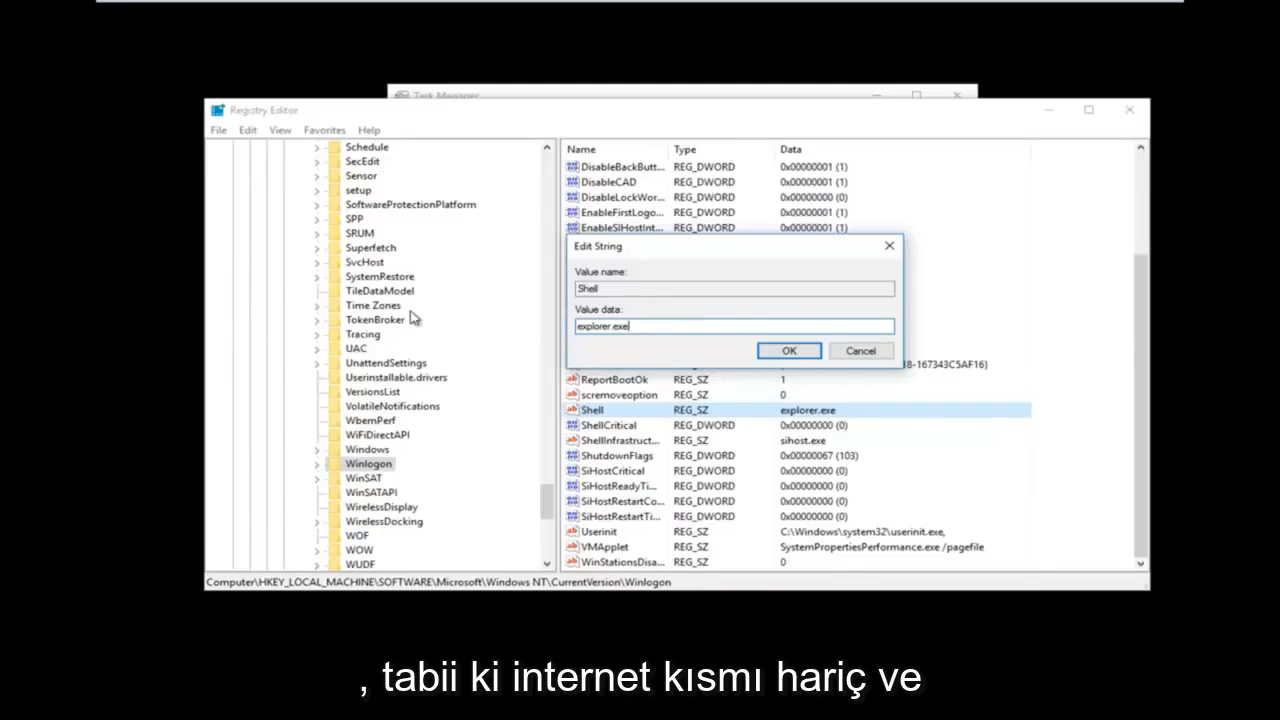 Task Manager
Registry Editor
File Edit View Favorites Help
Schedule
SecEdit
Sensor
setup
SoftwareProtectionPlatform
SPP
SRUM
Superfetch
SvcHost
SystemRestore
TileDataModel
Time Zones
TokenBroker
Tracing
UAC
UnattendSettings
Userinstallable.drivers
VersionsList
VolatileNotifications
WbemPerf
WiFiDirectAPI
Windows
Winlogon
WinSAT
WinSATAPI
WirelessDisplay
WirelessDocking
WOF
WOW
WUDF
Name Type Data
DisableBackButt... REG_DWORD 0x00000001 (1)
DisableCAD REG_DWORD 0x00000001 (1)
DisableLockWor... REG_DWORD 0x00000000 (0)
EnableFirstLogo... REG_DWORD 0x00000001 (1)
EnableSIHostInt... REG_DWORD 0x00000001 (1)
Edit String
Value name:
Shell
Value data:
explorer.exe
OK Cancel
18-167343C5AF16)
ReportBootOk REG_SZ 1
scremoveoption REG_SZ 0
Shell REG_SZ explorer.exe
ShellCritical REG_DWORD 0x00000000 (0)
ShellInfrastruct... REG_SZ sihost.exe
ShutdownFlags REG_DWORD 0x00000067 (103)
SiHostCritical REG_DWORD 0x00000000 (0)
SiHostReadyTi... REG_DWORD 0x00000000 (0)
SiHostRestartCo... REG_DWORD 0x00000000 (0)
SiHostRestartTi... REG_DWORD 0x00000000 (0)
Userinit REG_SZ C:\Windows\system32\userinit.exe,
VMApplet REG_SZ SystemPropertiesPerformance.exe /pagefile
WinStationsDisa... REG_SZ 0
Computer\HKEY_LOCAL_MACHINE\SOFTWARE\Microsoft\Windows NT\CurrentVersion\Winlogon
, tabii ki internet kısmı hariç ve